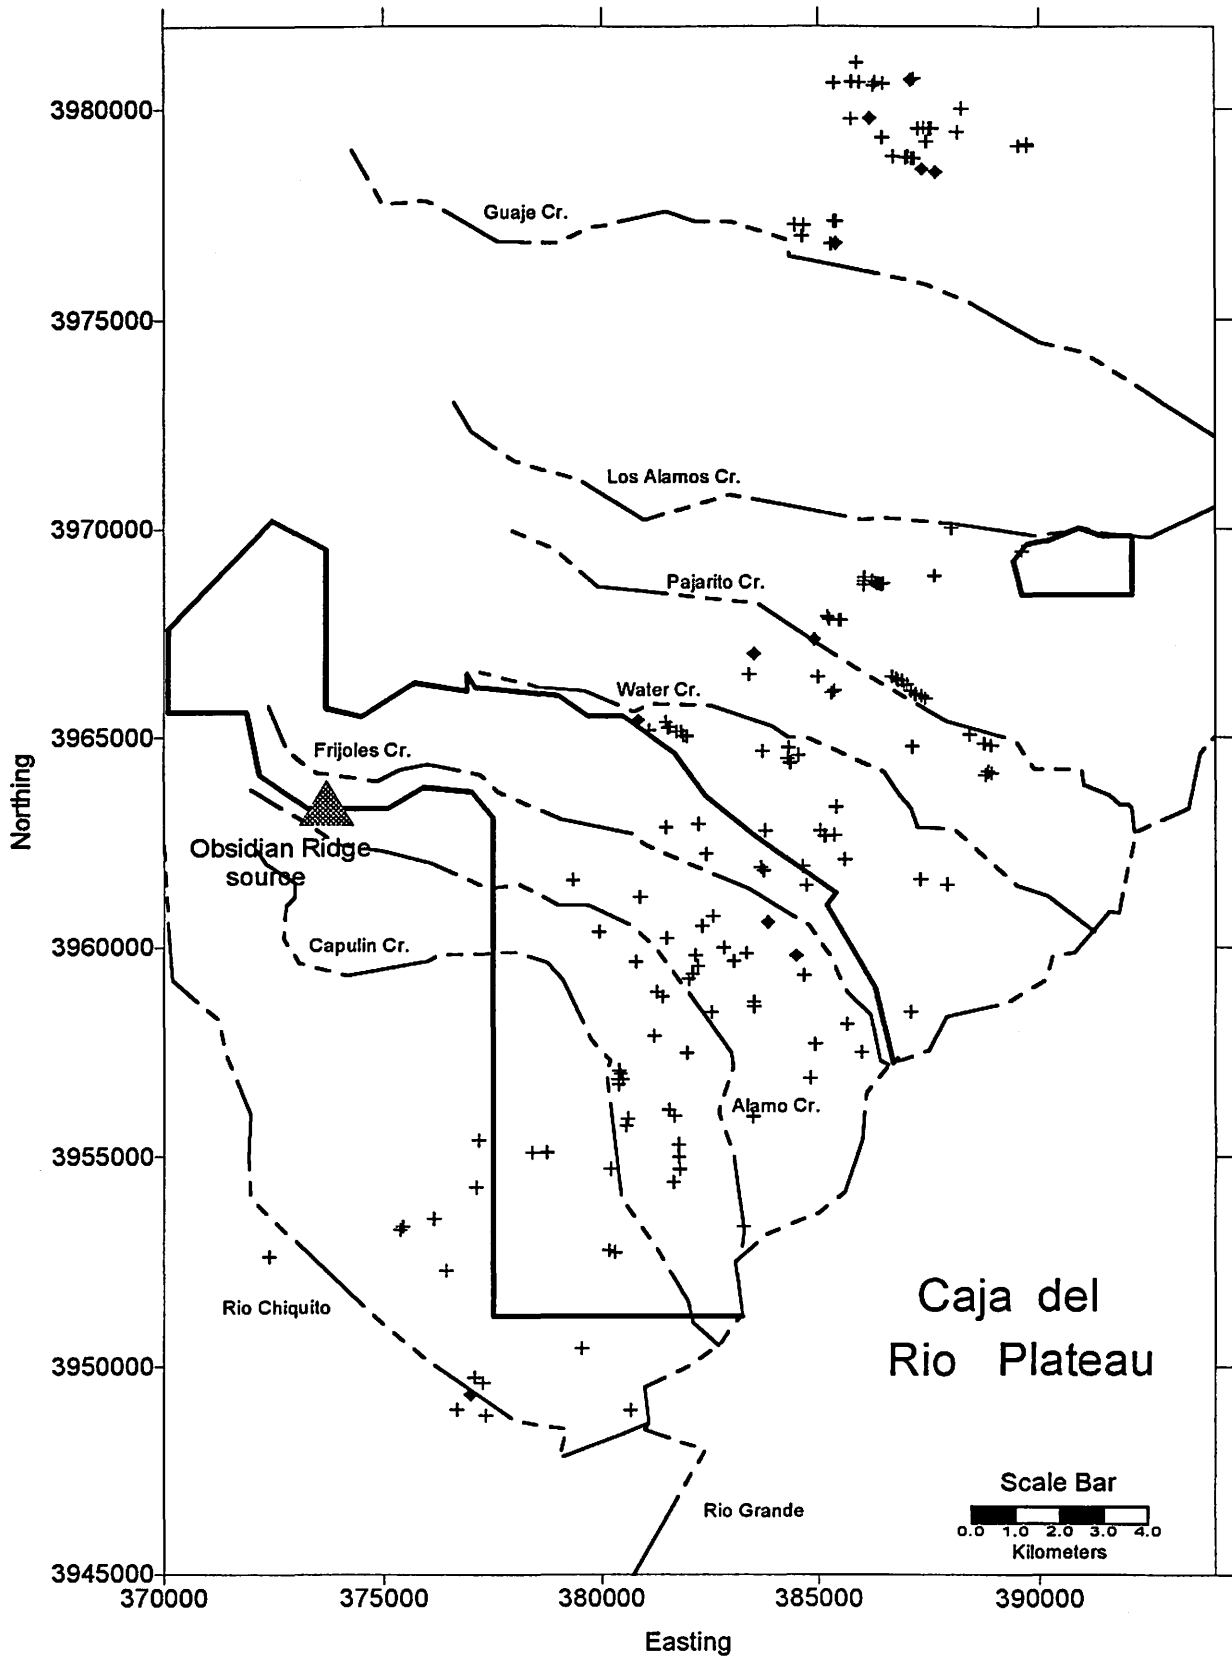 3980000
Guaje Cr.
3975000
Los Alamos Cr.
3970000
Pajarito Cr.
Water Cr.
3965000
Frijoles Cr.
Northing
Obsidian Ridge
source
3960000
Capulin Cr.
Alamo Cr.
3955000
Rio Chiquito
Caja del
Rio Plateau
3950000
Scale Bar
Rio Grande
0.0 1.0 2.0 3.0 4.0
Kilometers
3945000
370000 375000 380000 385000 390000
Easting